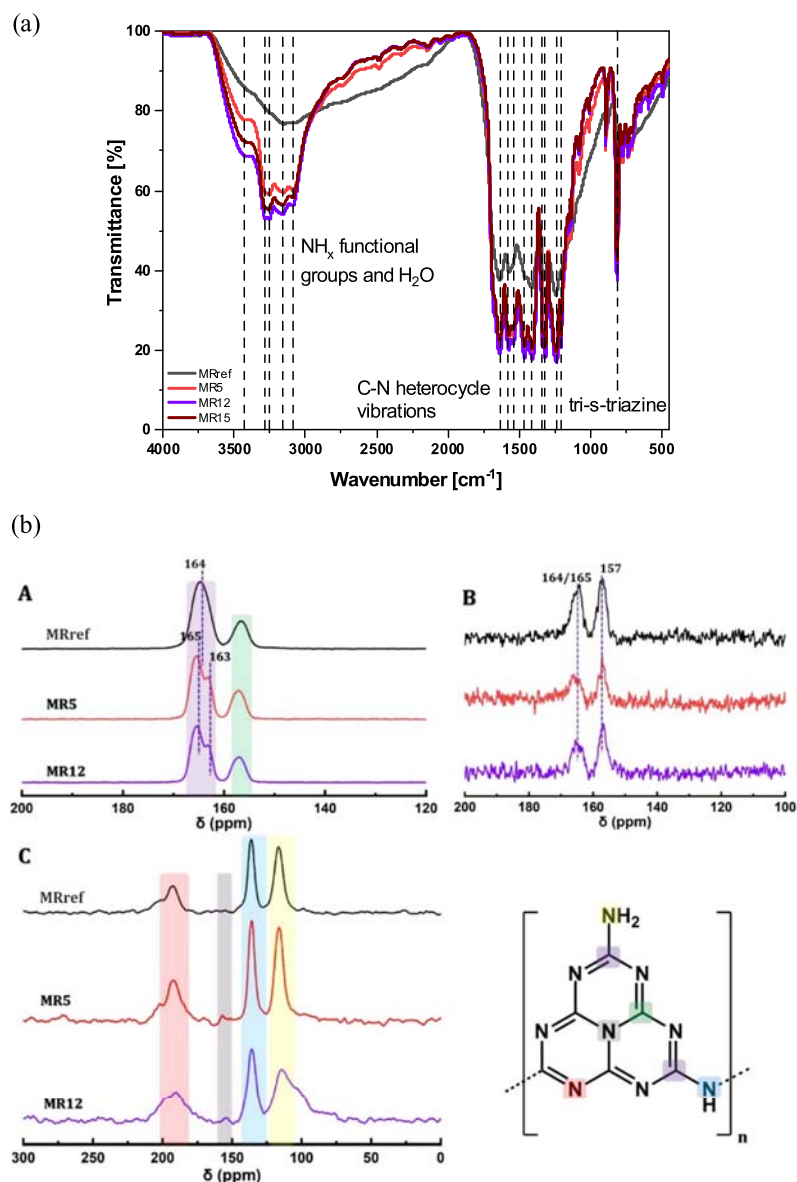 (a)
100
80
60
40
20
0
Transmittance [%]
NHx functional
groups and H2O
C-N heterocycle
vibrations
tri-s-triazine
MRref
MR5
MR12
MR15
4000 3500 3000 2500 2000 1500 1000 500
Wavenumber [cm-1]
(b)
A
164
MRref
165
163
MR5
MR12
200 180 160 140 120
δ (ppm)
B
164/165
157
200 180 160 140 120 100
δ (ppm)
C
MRref
MR5
MR12
300 250 200 150 100 50 0
δ (ppm)
NH2
N N
N N N
N N N
H
n